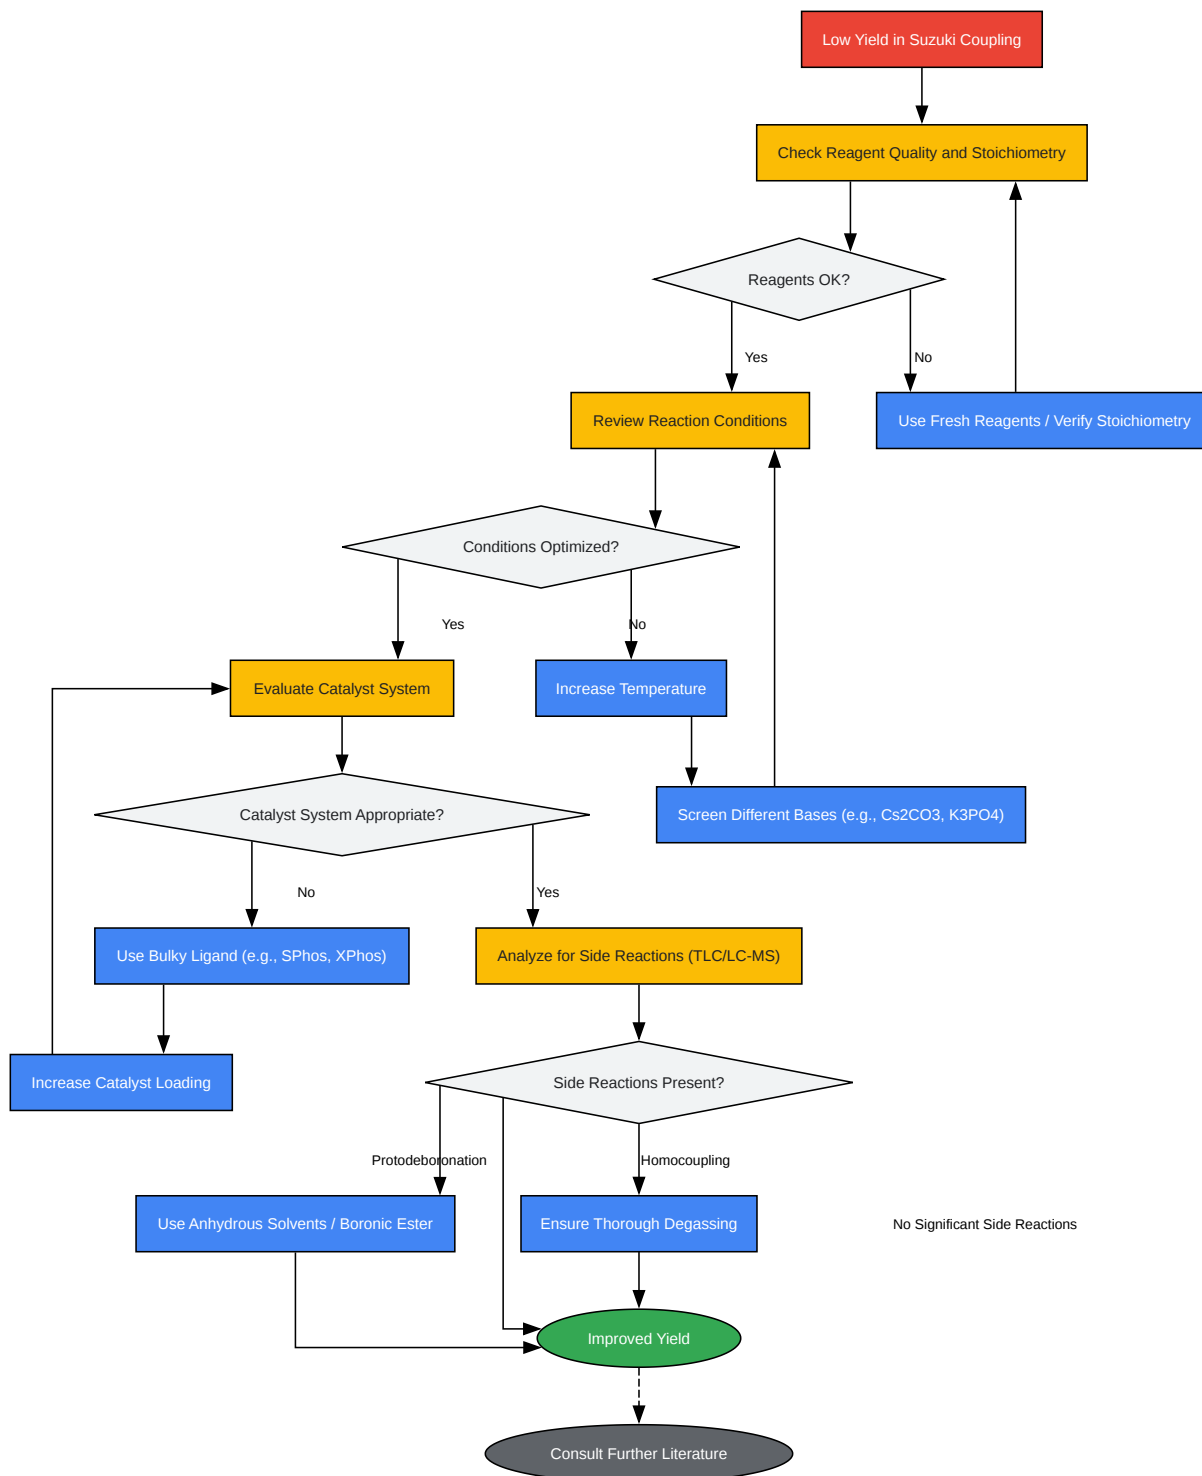 Low Yield in Suzuki Coupling
Check Reagent Quality and Stoichiometry
Reagents OK?
Yes
No
Review Reaction Conditions
Use Fresh Reagents / Verify Stoichiometry
Conditions Optimized?
Yes
No
Evaluate Catalyst System
Increase Temperature
Catalyst System Appropriate?
Screen Different Bases (e.g., Cs2CO3, K3PO4)
No
Yes
Use Bulky Ligand (e.g., SPhos, XPhos)
Analyze for Side Reactions (TLC/LC-MS)
Increase Catalyst Loading
Side Reactions Present?
Protodeboronation
Homocoupling
Use Anhydrous Solvents / Boronic Ester
Ensure Thorough Degassing
No Significant Side Reactions
Improved Yield
Consult Further Literature